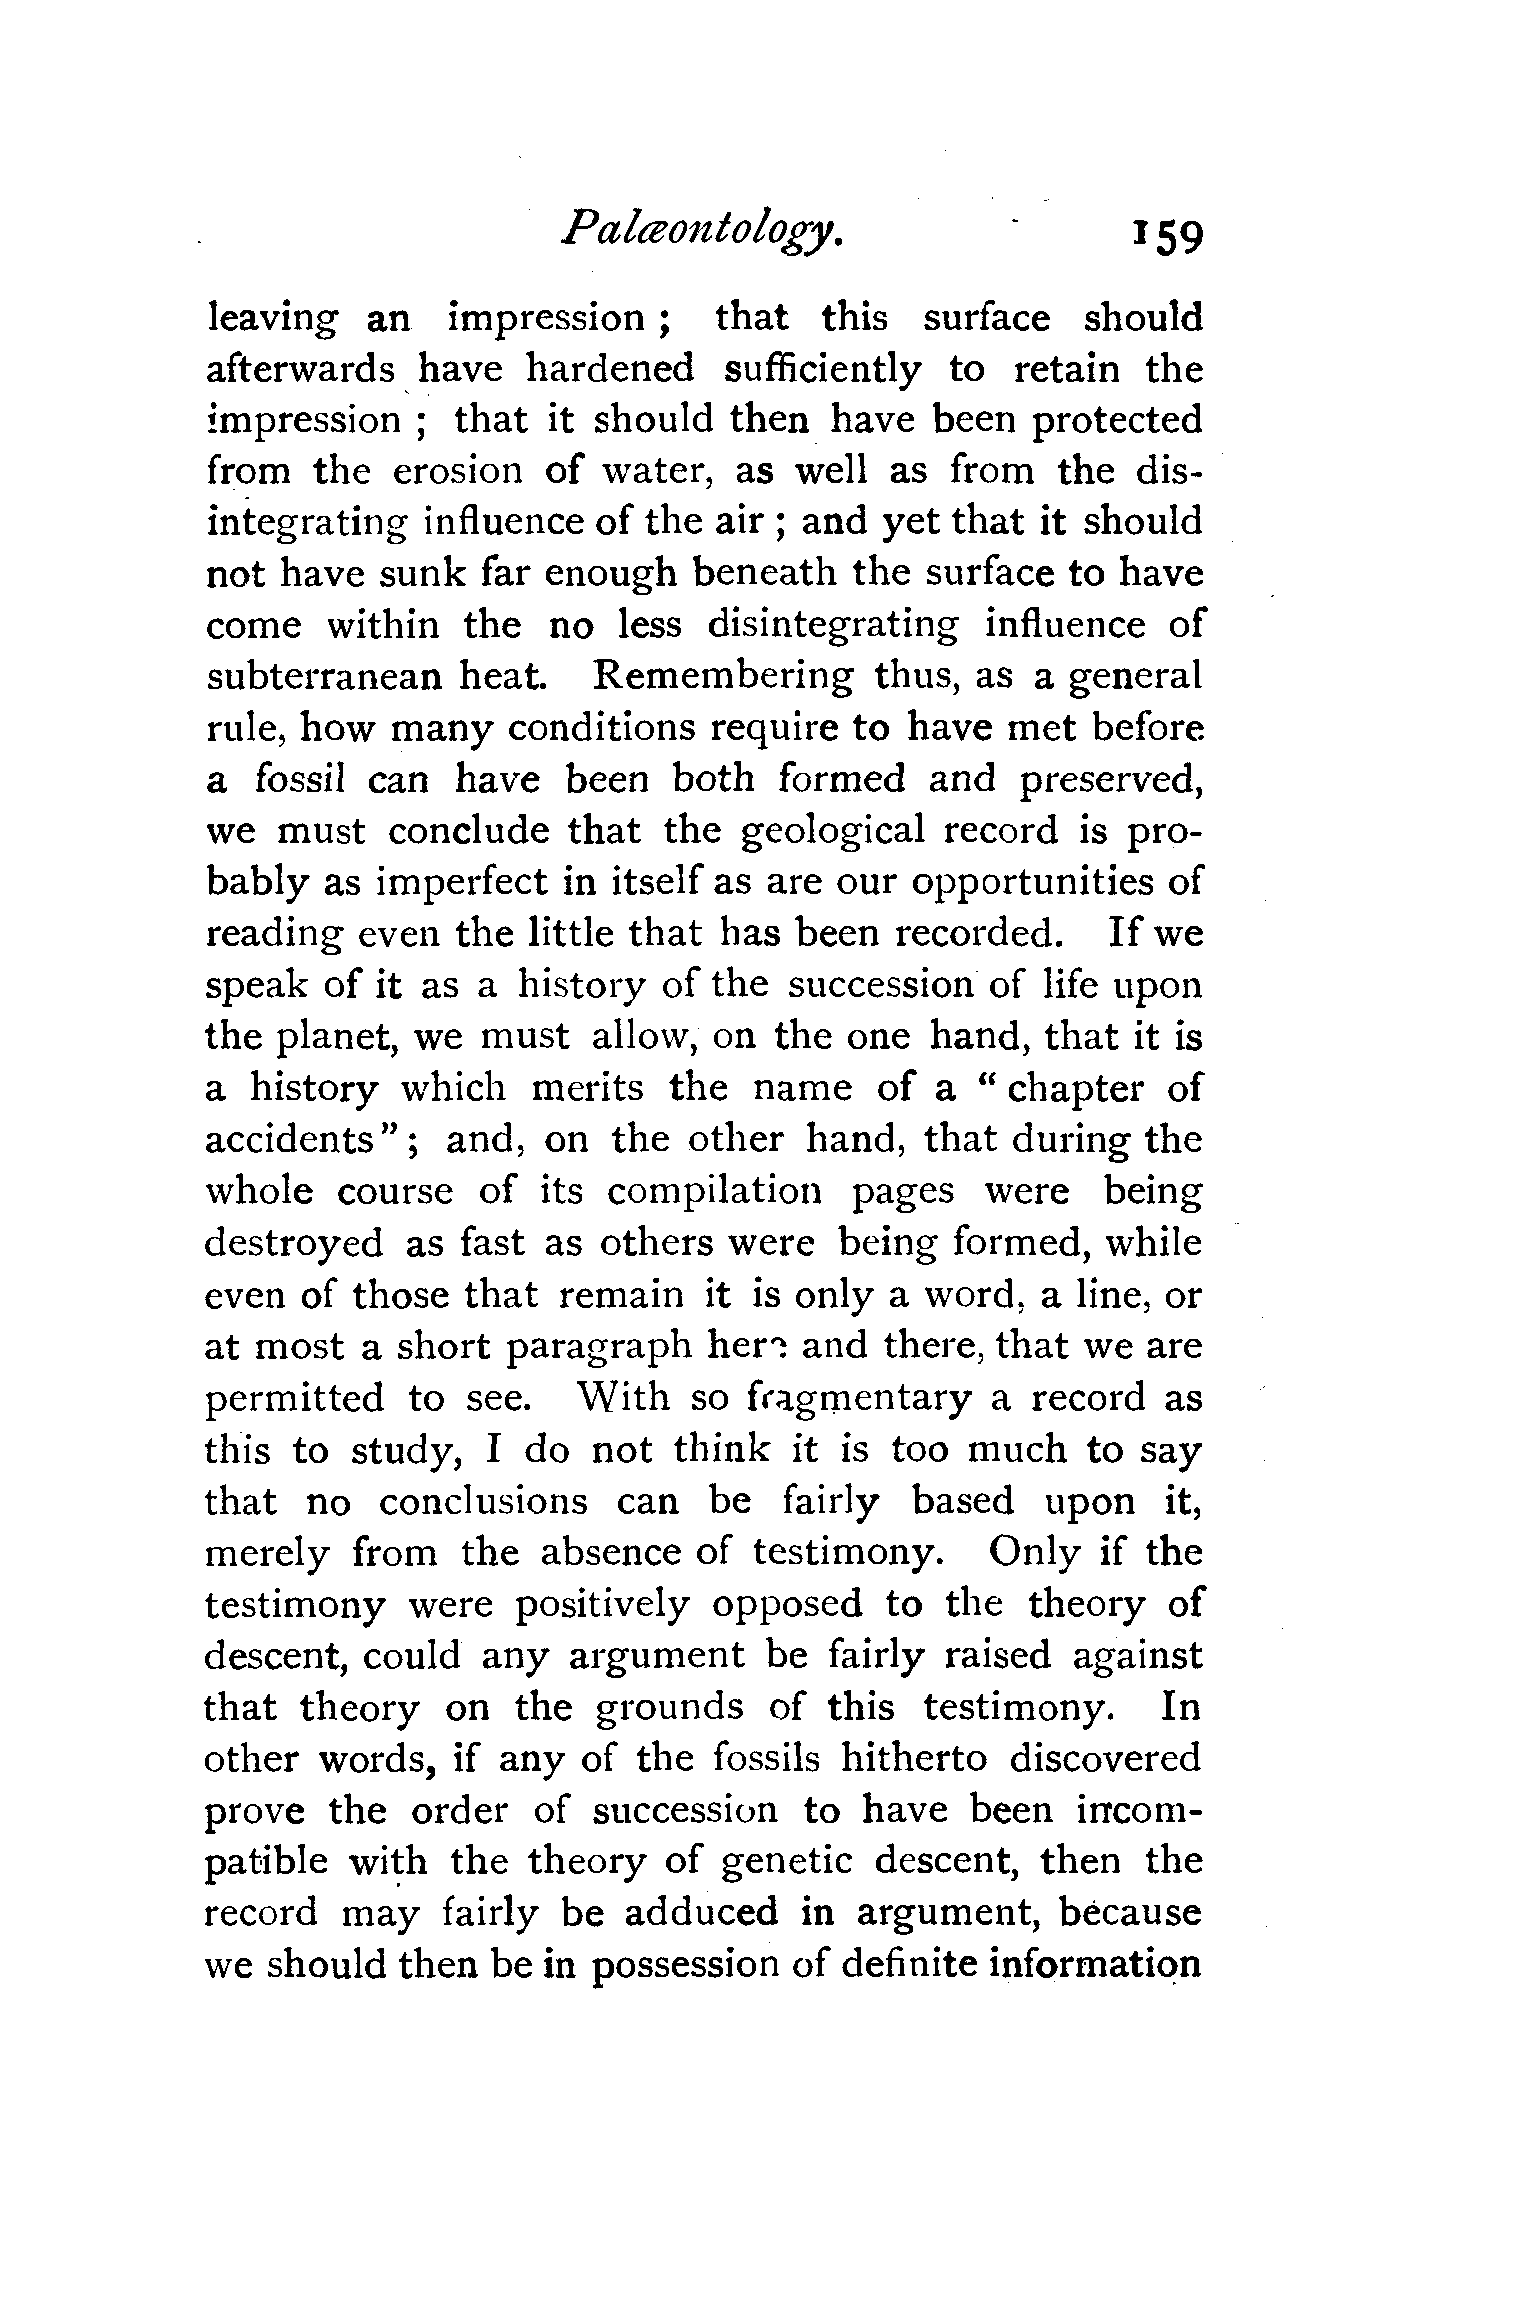 Palæontology. 159
leaving an impression ; that this surface should
afterwards have hardened sufficiently to retain the
impression ; that it should then have been protected
from the erosion of water, as well as from the dis-
integrating influence of the air ; and yet that it should
not have sunk far enough beneath the surface to have
come within the no less disintegrating influence of
subterranean heat. Remembering thus, as a general
rule, how many conditions require to have met before
a fossil can have been both formed and preserved,
we must conclude that the geological record is pro-
bably as imperfect in itself as are our opportunities of
reading even the little that has been recorded. If we
speak of it as a history of the succession of life upon
the planet, we must allow, on the one hand, that it is
a history which merits the name of a “ chapter of
accidents ” ; and, on the other hand, that during the
whole course of its compilation pages were being
destroyed as fast as others were being formed, while
even of those that remain it is only a word, a line, or
at most a short paragraph here and there, that we are
permitted to see. With so fragmentary a record as
this to study, I do not think it is too much to say
that no conclusions can be fairly based upon it,
merely from the absence of testimony. Only if the
testimony were positively opposed to the theory of
descent, could any argument be fairly raised against
that theory on the grounds of this testimony. In
other words, if any of the fossils hitherto discovered
prove the order of succession to have been incom-
patible with the theory of genetic descent, then the
record may fairly be adduced in argument, because
we should then be in possession of definite information